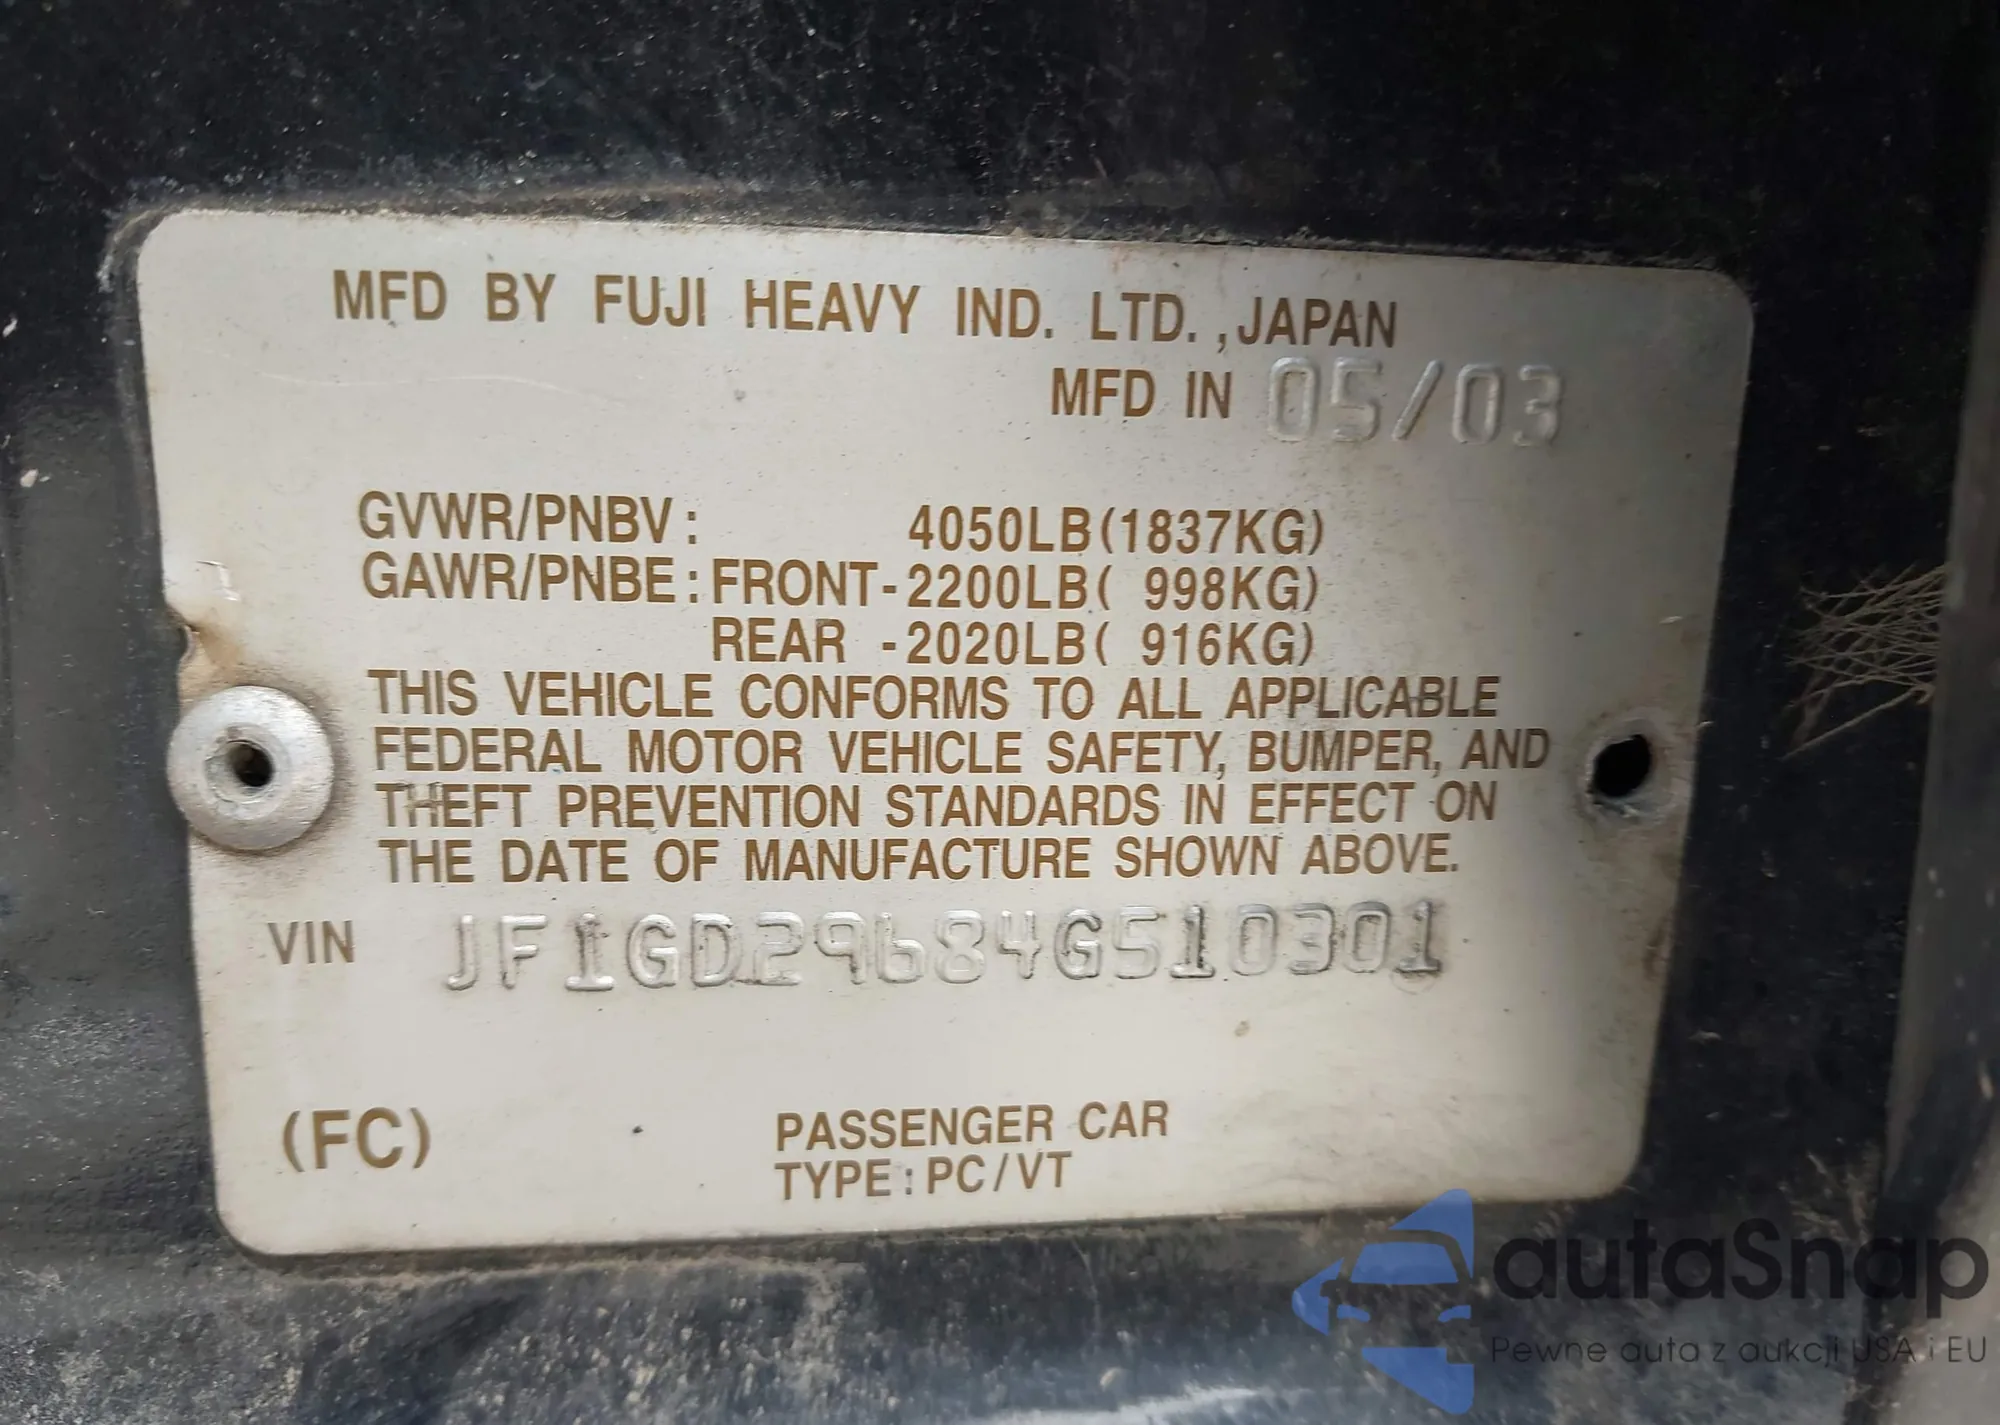 MFD BY FUJI HEAVY IND. LTD. ,JAPAN
MFD IN 05/03
GVWR/PNBV: 4050LB(1837KG)
GAWR/PNBE: FRONT-2200LB( 998KG)
REAR -2020LB( 916KG)
THIS VEHICLE CONFORMS TO ALL APPLICABLE
FEDERAL MOTOR VEHICLE SAFETY, BUMPER, AND
THEFT PREVENTION STANDARDS IN EFFECT ON
THE DATE OF MANUFACTURE SHOWN ABOVE.
VIN JF1GD29684G510301
(FC) PASSENGER CAR
TYPE: PC/VT
autaSnap
Pewne auta z aukcji USA i EU